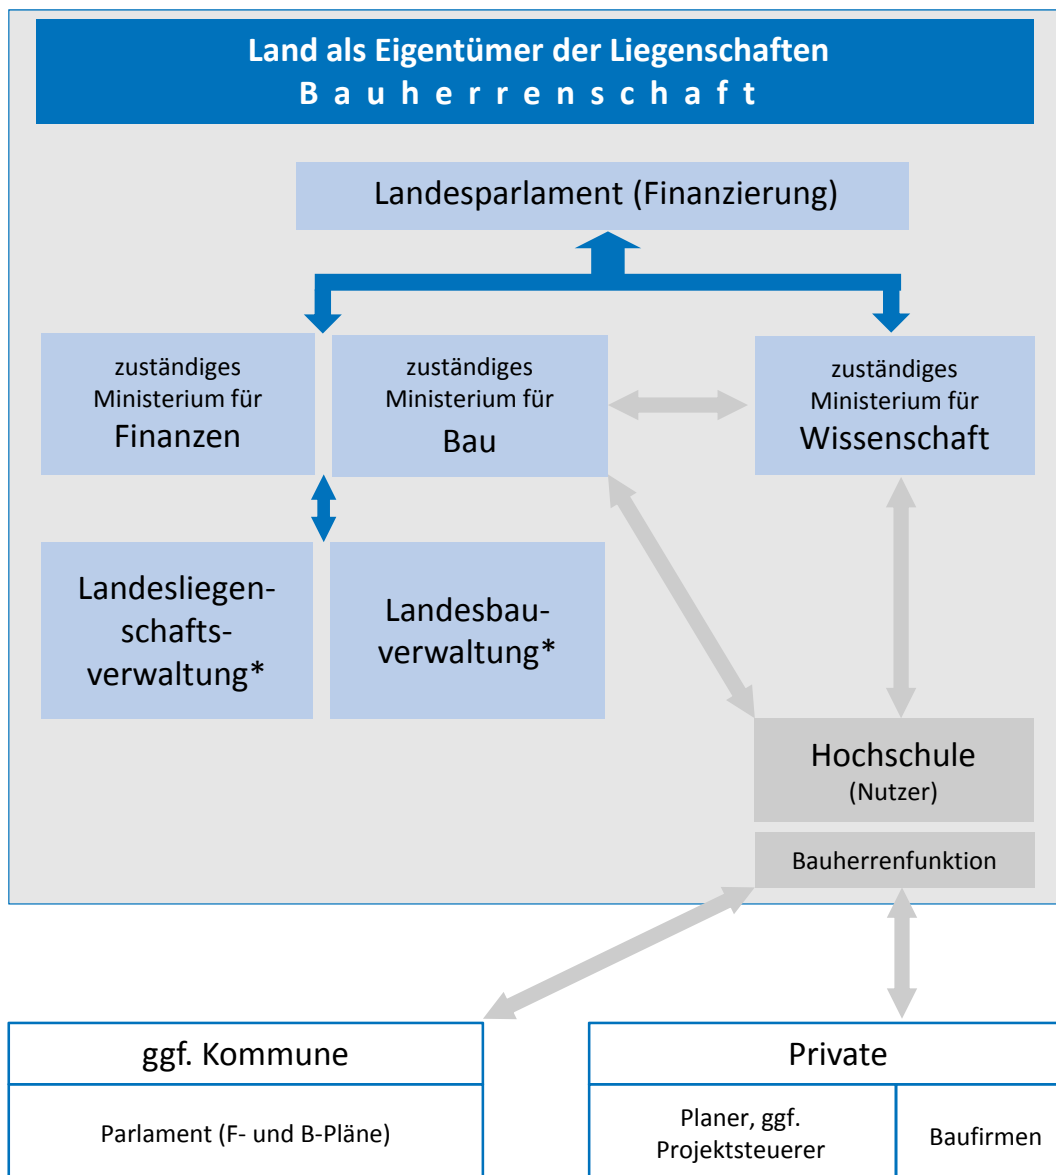 Land als Eigentümer der Liegenschaften
Bauherrenschaft
Landesparlament (Finanzierung)
zuständiges
Ministerium für
Finanzen
zuständiges
Ministerium für
Bau
zuständiges
Ministerium für
Wissenschaft
Landesliegen-
schafts-
verwaltung*
Landesbau-
verwaltung*
Hochschule
(Nutzer)
Bauherrenfunktion
ggf. Kommune
Parlament (F- und B-Pläne)
Private
Planer, ggf.
Projektsteuerer
Baufirmen